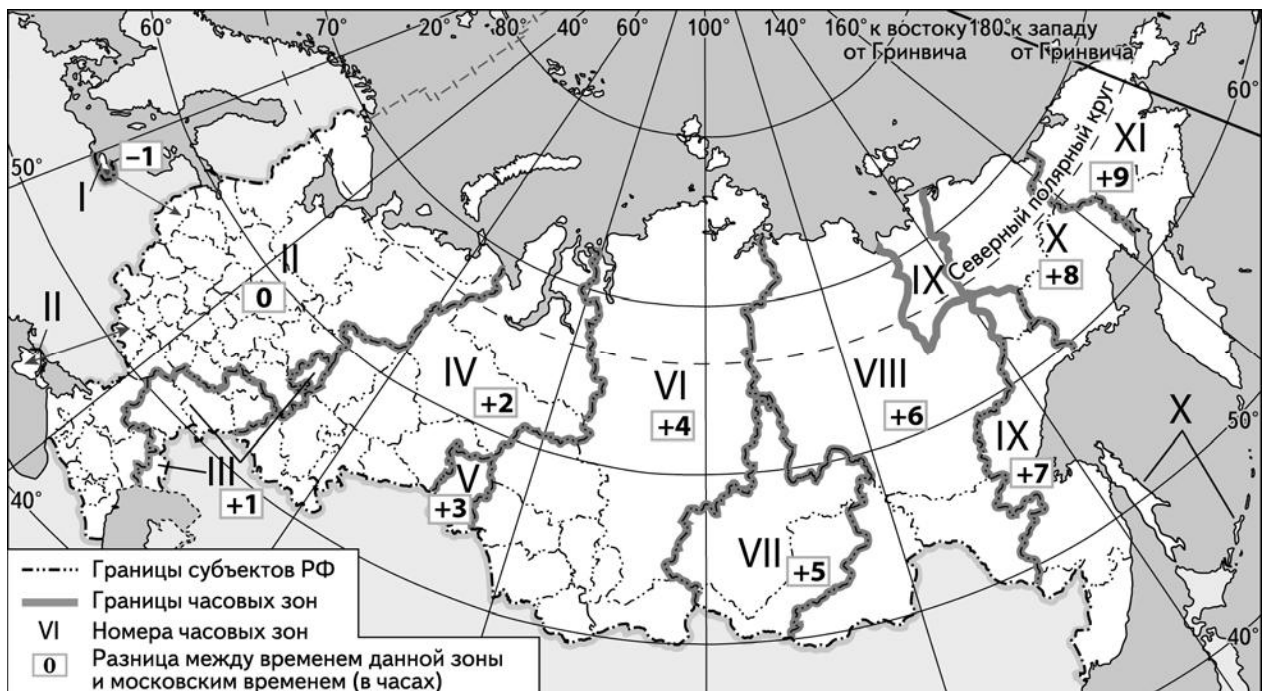 60° 70° 20° 40° 60° 80° 100° 120° 140° 160° к востоку 180° к западу
от Гринвича от Гринвича
60°
50°
Северный полярный круг
–1
I
XI
+9
II
0
X
+8
IX
II
IV
+2
VI
+4
VIII
+6
X
50°
IX
+7
V
+3
III
+1
40°
VII
+5
40°
Границы субъектов РФ
Границы часовых зон
VI Номера часовых зон
0 Разница между временем данной зоны
и московским временем (в часах)